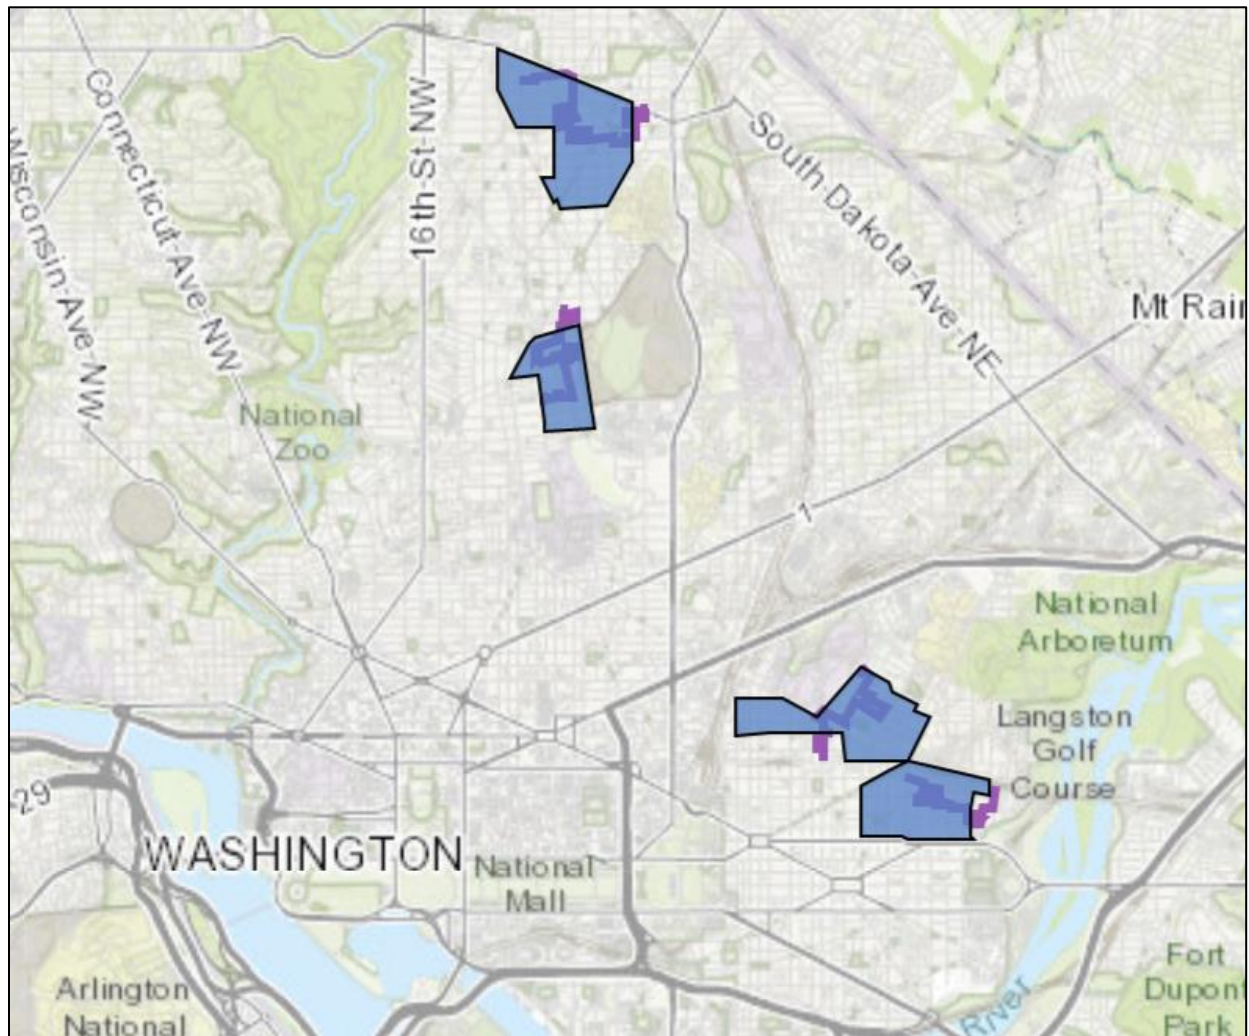 16th-St-NW
Connecticut-Ave-NW
Wisconsin-Ave-NW
South-Dakota-Ave-NE
Mt Rain
National
Zoo
1
National
Arboretum
Langston
Golf
Course
-29
WASHINGTON
National
Mall
Arlington
National
River
Fort
Dupont
Park